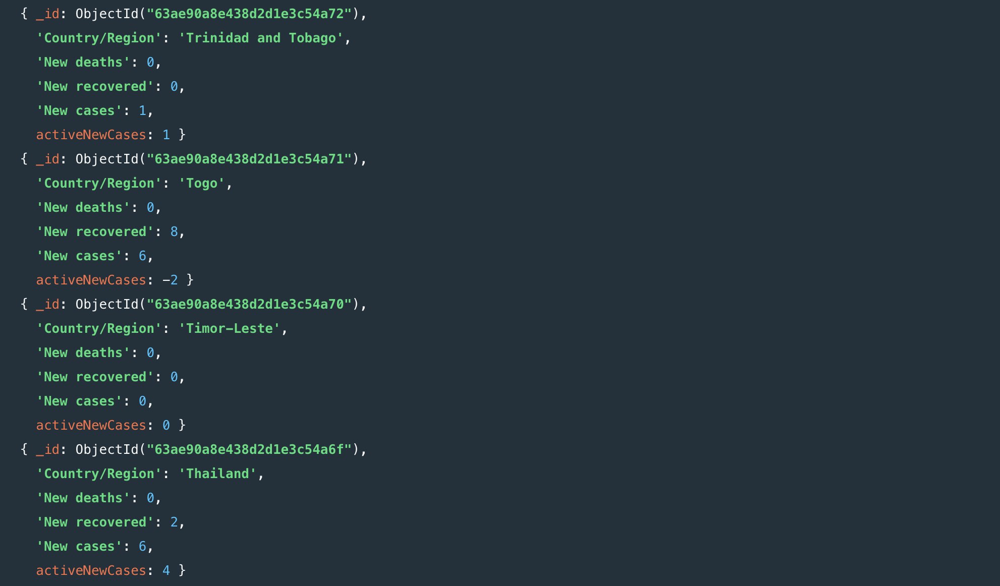 { _id: ObjectId("63ae90a8e438d2d1e3c54a72"),
'Country/Region': 'Trinidad and Tobago',
'New deaths': 0,
'New recovered': 0,
'New cases': 1,
activeNewCases: 1 }
{ _id: ObjectId("63ae90a8e438d2d1e3c54a71"),
'Country/Region': 'Togo',
'New deaths': 0,
'New recovered': 8,
'New cases': 6,
activeNewCases: -2 }
{ _id: ObjectId("63ae90a8e438d2d1e3c54a70"),
'Country/Region': 'Timor-Leste',
'New deaths': 0,
'New recovered': 0,
'New cases': 0,
activeNewCases: 0 }
{ _id: ObjectId("63ae90a8e438d2d1e3c54a6f"),
'Country/Region': 'Thailand',
'New deaths': 0,
'New recovered': 2,
'New cases': 6,
activeNewCases: 4 }